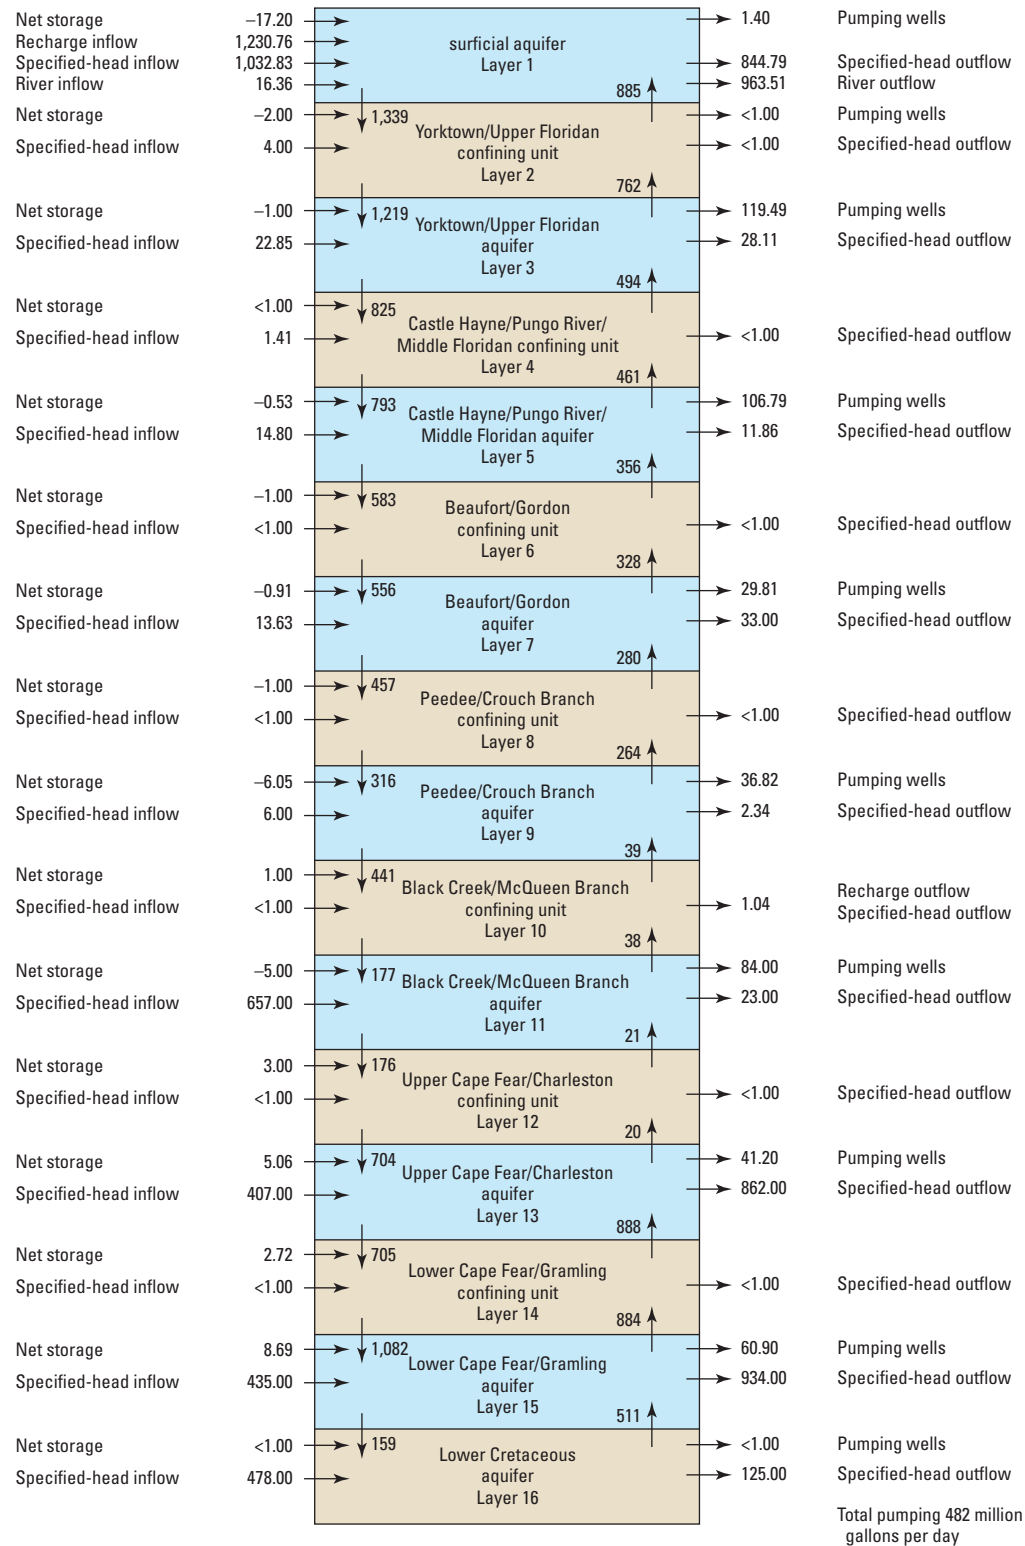 Net storage –17.20 1.40 Pumping wells
Recharge inflow 1,230.76
surficial aquifer
Specified-head inflow 1,032.83 844.79 Specified-head outflow
Layer 1
River inflow 16.36 885 963.51 River outflow
Net storage –2.00 1,339 <1.00 Pumping wells
Yorktown/Upper Floridan
Specified-head inflow 4.00 confining unit <1.00 Specified-head outflow
Layer 2
762
Net storage –1.00 1,219 119.49 Pumping wells
Yorktown/Upper Floridan
Specified-head inflow 22.85 aquifer 28.11 Specified-head outflow
Layer 3
494
Net storage <1.00 825
Castle Hayne/Pungo River/
Specified-head inflow 1.41 Middle Floridan confining unit <1.00 Specified-head outflow
Layer 4
461
Net storage –0.53 793 106.79 Pumping wells
Castle Hayne/Pungo River/
Specified-head inflow 14.80 Middle Floridan aquifer 11.86 Specified-head outflow
Layer 5
356
Net storage –1.00 583
Beaufort/Gordon
Specified-head inflow <1.00 confining unit <1.00 Specified-head outflow
Layer 6
328
Net storage –0.91 556 29.81 Pumping wells
Beaufort/Gordon
Specified-head inflow 13.63 aquifer 33.00 Specified-head outflow
Layer 7
280
Net storage –1.00 457
Peedee/Crouch Branch
Specified-head inflow <1.00 confining unit <1.00 Specified-head outflow
Layer 8
264
Net storage –6.05 316 36.82 Pumping wells
Peedee/Crouch Branch
Specified-head inflow 6.00 aquifer 2.34 Specified-head outflow
Layer 9
39
Net storage 1.00 441
Black Creek/McQueen Branch Recharge outflow
Specified-head inflow <1.00 confining unit 1.04 Specified-head outflow
Layer 10
38
Net storage –5.00 177 84.00 Pumping wells
Black Creek/McQueen Branch
Specified-head inflow 657.00 aquifer 23.00 Specified-head outflow
Layer 11
21
Net storage 3.00 176
Upper Cape Fear/Charleston
Specified-head inflow <1.00 confining unit <1.00 Specified-head outflow
Layer 12
20
Net storage 5.06 704 41.20 Pumping wells
Upper Cape Fear/Charleston
Specified-head inflow 407.00 aquifer 862.00 Specified-head outflow
Layer 13
888
Net storage 2.72 705
Lower Cape Fear/Gramling
Specified-head inflow <1.00 confining unit <1.00 Specified-head outflow
Layer 14
884
Net storage 8.69 1,082 60.90 Pumping wells
Lower Cape Fear/Gramling
Specified-head inflow 435.00 aquifer 934.00 Specified-head outflow
Layer 15
511
Net storage <1.00 159 <1.00 Pumping wells
Lower Cretaceous
Specified-head inflow 478.00 aquifer 125.00 Specified-head outflow
Layer 16
Total pumping 482 million
gallons per day